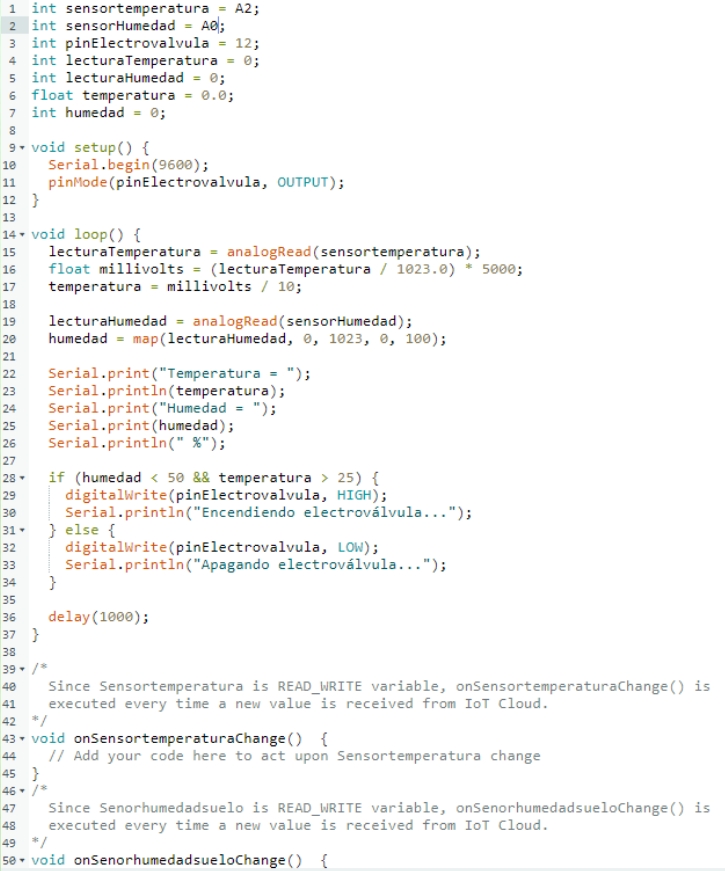 1 int sensortemperatura = A2;
2 int sensorHumedad = A0;
3 int pinElectrovalvula = 12;
4 int lecturaTemperatura = 0;
5 int lecturaHumedad = 0;
6 float temperatura = 0.0;
7 int humedad = 0;
8
9 void setup() {
10   Serial.begin(9600);
11   pinMode(pinElectrovalvula, OUTPUT);
12 }
13
14 void loop() {
15   lecturaTemperatura = analogRead(sensortemperatura);
16   float millivolts = (lecturaTemperatura / 1023.0) * 5000;
17   temperatura = millivolts / 10;
18
19   lecturaHumedad = analogRead(sensorHumedad);
20   humedad = map(lecturaHumedad, 0, 1023, 0, 100);
21
22   Serial.print("Temperatura = ");
23   Serial.println(temperatura);
24   Serial.print("Humedad = ");
25   Serial.print(humedad);
26   Serial.println(" %");
27
28   if (humedad < 50 && temperatura > 25) {
29     digitalWrite(pinElectrovalvula, HIGH);
30     Serial.println("Encendiendo electroválvula...");
31   } else {
32     digitalWrite(pinElectrovalvula, LOW);
33     Serial.println("Apagando electroválvula...");
34   }
35
36   delay(1000);
37 }
38
39 /*
40   Since Sensortemperatura is READ_WRITE variable, onSensortemperaturaChange() is
41   executed every time a new value is received from IoT Cloud.
42 */
43 void onSensortemperaturaChange()  {
44   // Add your code here to act upon Sensortemperatura change
45 }
46 /*
47   Since Senorhumedadsuelo is READ_WRITE variable, onSenorhumedadsueloChange() is
48   executed every time a new value is received from IoT Cloud.
49 */
50 void onSenorhumedadsueloChange()  {